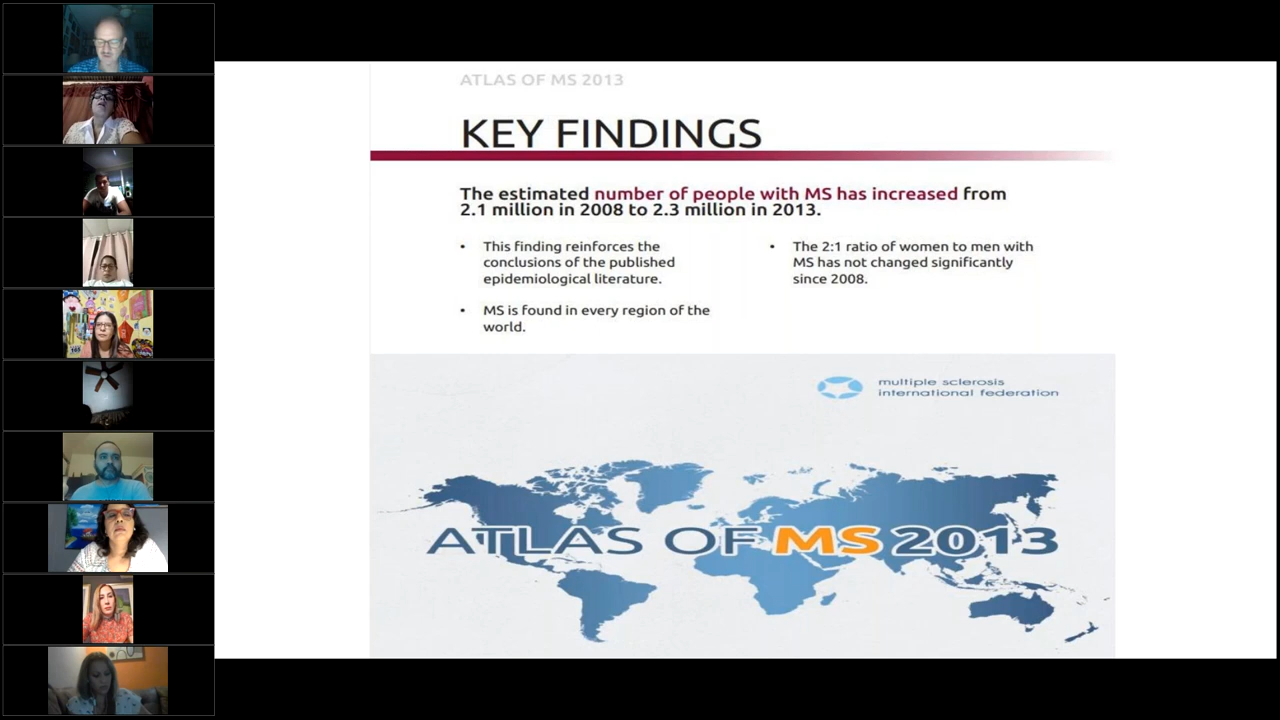 ATLAS OF MS 2013
KEY FINDINGS
The estimated number of people with MS has increased from
2.1 million in 2008 to 2.3 million in 2013.
• This finding reinforces the
conclusions of the published
epidemiological literature.
• MS is found in every region of the
world.
• The 2:1 ratio of women to men with
MS has not changed significantly
since 2008.
multiple sclerosis
international federation
ATLAS OF MS 2013